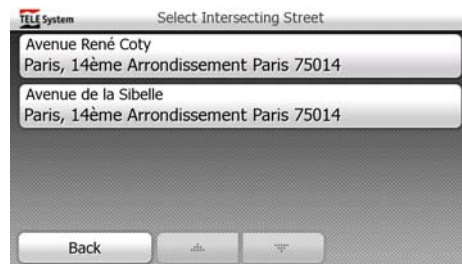 TELE System
Select Intersecting Street
Avenue René Coty
Paris, 14ème Arrondissement Paris 75014
Avenue de la Sibelle
Paris, 14ème Arrondissement Paris 75014
Back